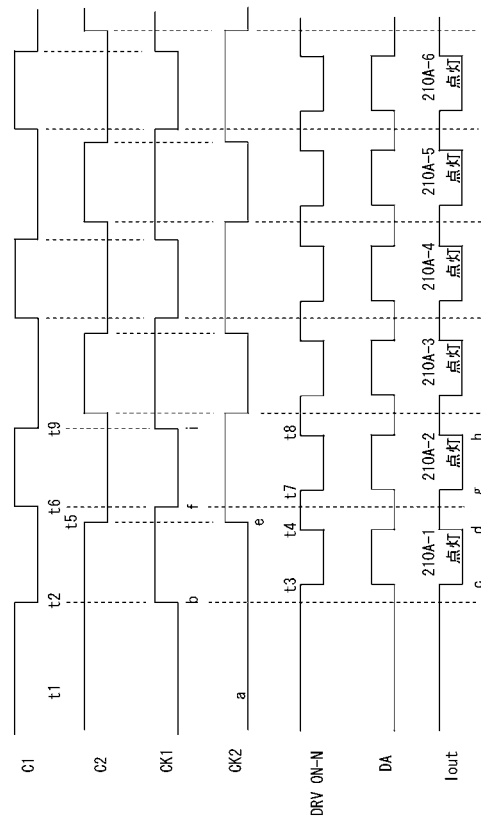 C1
t1
t2
t6
t9
C2
t5
CK1
b
f
i
CK2
a
e
DRV ON-N
t3
t4
t7
t8
DA
Iout
210A-1
点灯
210A-2
点灯
210A-3
点灯
210A-4
点灯
210A-5
点灯
210A-6
点灯
c
d
g
h